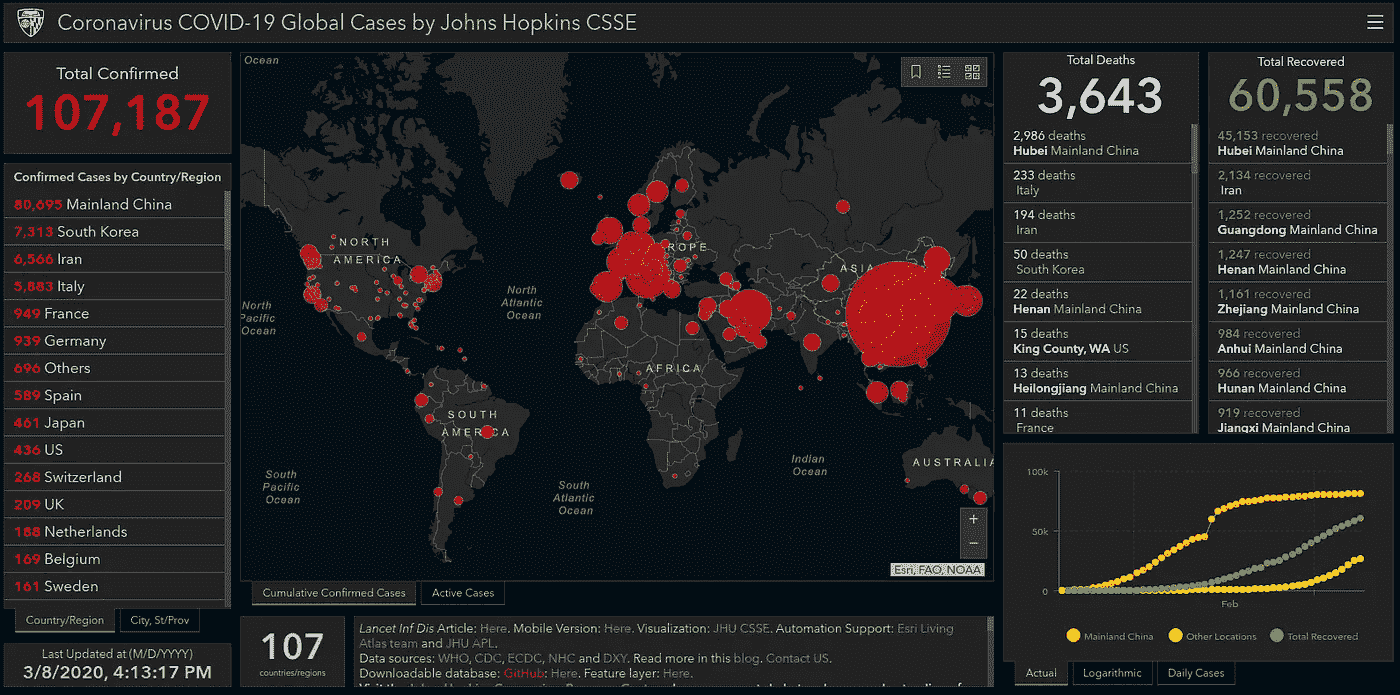 Coronavirus COVID-19 Global Cases by Johns Hopkins CSSE
Total Confirmed
107,187
Confirmed Cases by Country/Region
80,695 Mainland China
7,313 South Korea
6,566 Iran
5,883 Italy
949 France
939 Germany
696 Others
589 Spain
461 Japan
436 US
268 Switzerland
209 UK
188 Netherlands
169 Belgium
161 Sweden
Country/Region
City, St/Prov
Last Updated at (M/D/YYYY)
3/8/2020, 4:13:17 PM
Ocean
NORTH
AMERICA
North
Pacific
Ocean
North
Atlantic
Ocean
ROPE
ASIA
AFRICA
SOUTH
AMERICA
South
Pacific
Ocean
South
Atlantic
Ocean
Indian
Ocean
AUSTRALIA
+
−
Esri, FAO, NOAA
Cumulative Confirmed Cases
Active Cases
107
countries/regions
Lancet Inf Dis Article: Here. Mobile Version: Here. Visualization: JHU CSSE. Automation Support: Esri Living
Atlas team and JHU APL.
Data sources: WHO, CDC, ECDC, NHC and DXY. Read more in this blog. Contact US.
Downloadable database: GitHub: Here. Feature layer: Here.
Total Deaths
3,643
2,986 deaths
Hubei Mainland China
233 deaths
Italy
194 deaths
Iran
50 deaths
South Korea
22 deaths
Henan Mainland China
15 deaths
King County, WA US
13 deaths
Heilongjiang Mainland China
11 deaths
France
Total Recovered
60,558
45,153 recovered
Hubei Mainland China
2,134 recovered
Iran
1,252 recovered
Guangdong Mainland China
1,247 recovered
Henan Mainland China
1,161 recovered
Zhejiang Mainland China
984 recovered
Anhui Mainland China
966 recovered
Hunan Mainland China
919 recovered
Jiangxi Mainland China
100k
50k
0
Feb
Mainland China
Other Locations
Total Recovered
Actual
Logarithmic
Daily Cases